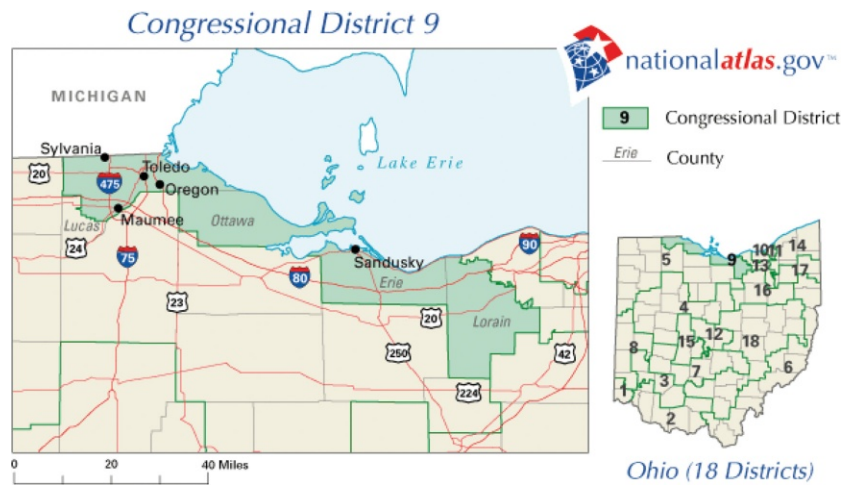 Congressional District 9
nationalatlas.gov™
MICHIGAN
9 Congressional District
Erie County
Sylvania
Toledo
Lake Erie
20
475
Oregon
Lucas
Maumee
Ottawa
24
75
Sandusky
90
80
Erie
23
20
Lorain
250
42
224
0 20 40 Miles
5
9
10
11
14
13
17
16
4
15
12
18
8
7
6
1
3
2
Ohio (18 Districts)